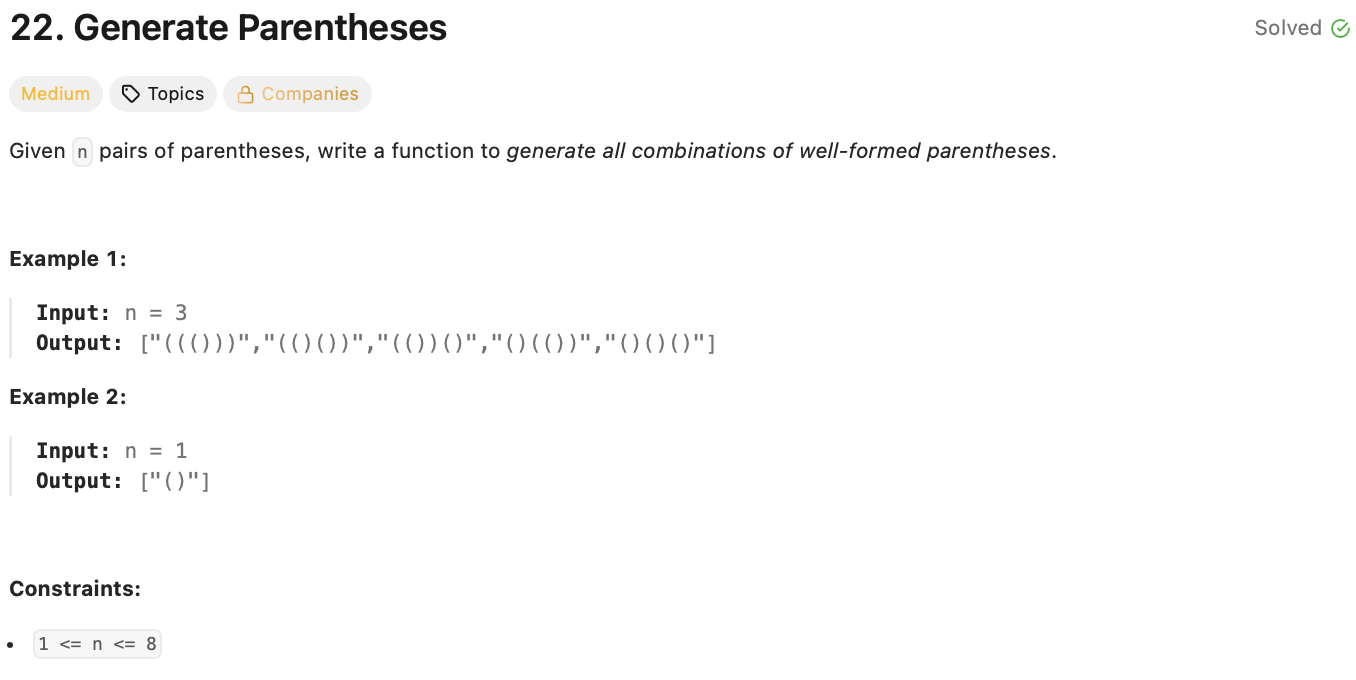 22. Generate Parentheses
Solved
Medium
Topics
Companies
Given n pairs of parentheses, write a function to generate all combinations of well-formed parentheses.
Example 1:
Input: n = 3
Output: ["((()))","(()())","(())()","()(())","()()()"]
Example 2:
Input: n = 1
Output: ["()"]
Constraints:
• 1 <= n <= 8